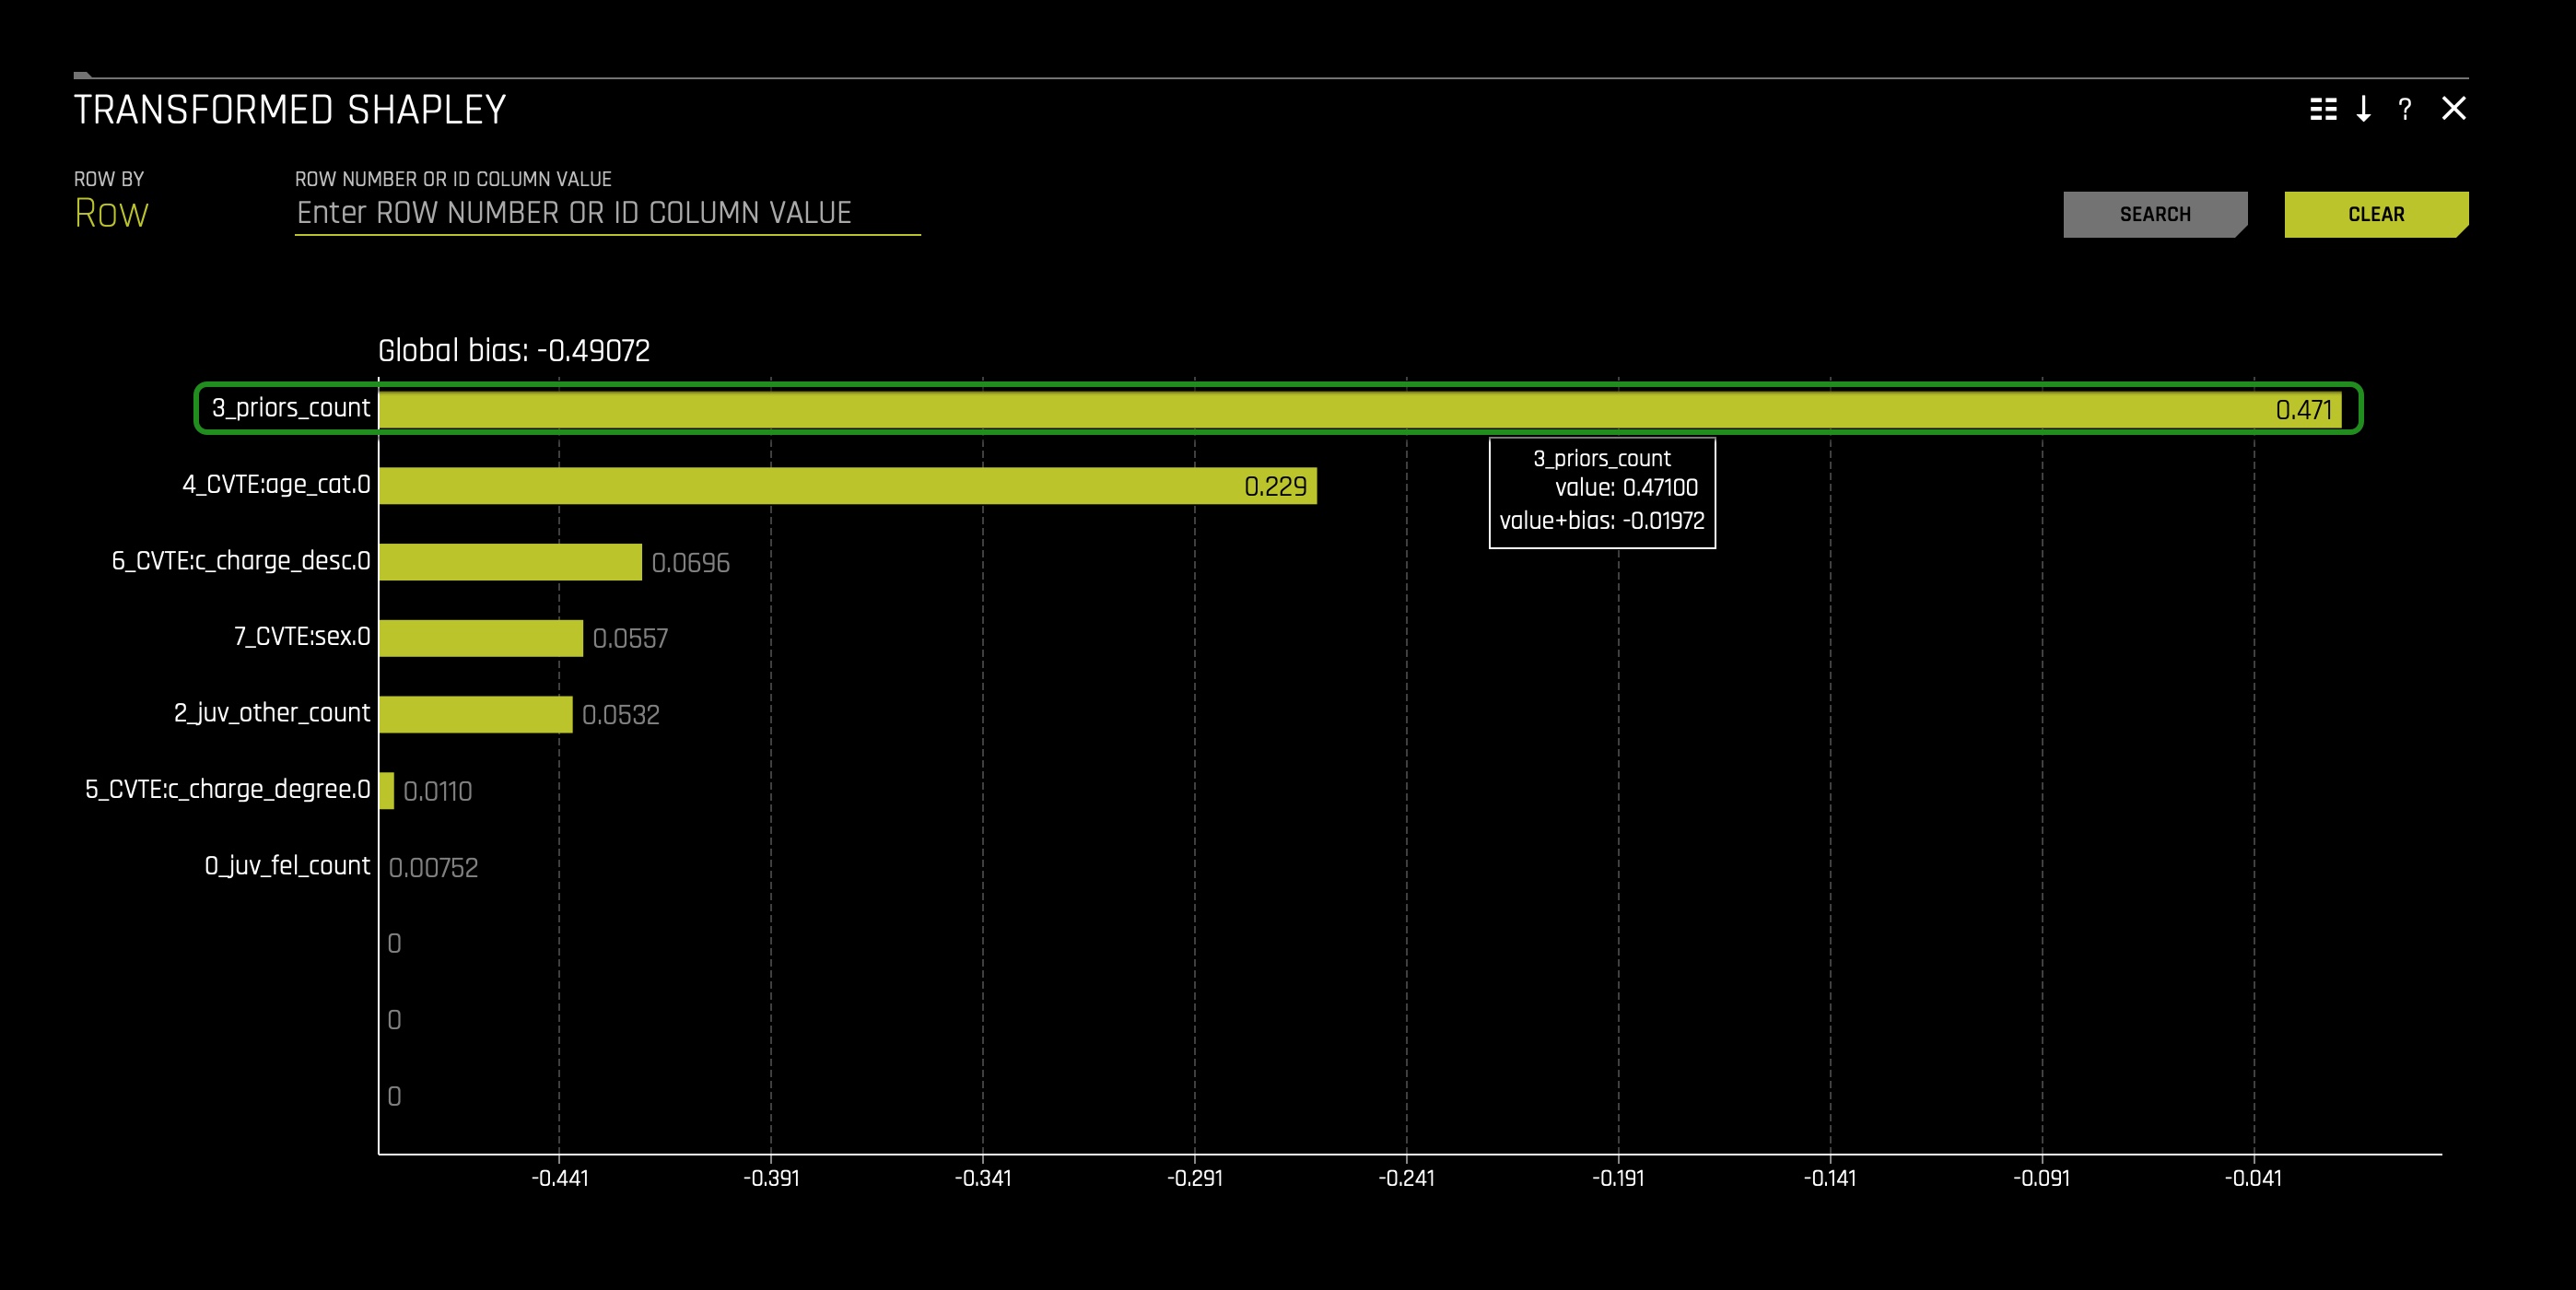 TRANSFORMED SHAPLEY
?
ROW BY
Row
ROW NUMBER OR ID COLUMN VALUE
Enter ROW NUMBER OR ID COLUMN VALUE
SEARCH
CLEAR
Global bias: -0.49072
3_priors_count
0.471
3_priors_count
value: 0.47100
value+bias: -0.01972
4_CVTE:age_cat.0
0.229
6_CVTE:c_charge_desc.0
0.0696
7_CVTE:sex.0
0.0557
2_juv_other_count
0.0532
5_CVTE:c_charge_degree.0
0.0110
0_juv_fel_count
0.00752
0
0
0
-0.441
-0.391
-0.341
-0.291
-0.241
-0.191
-0.141
-0.091
-0.041